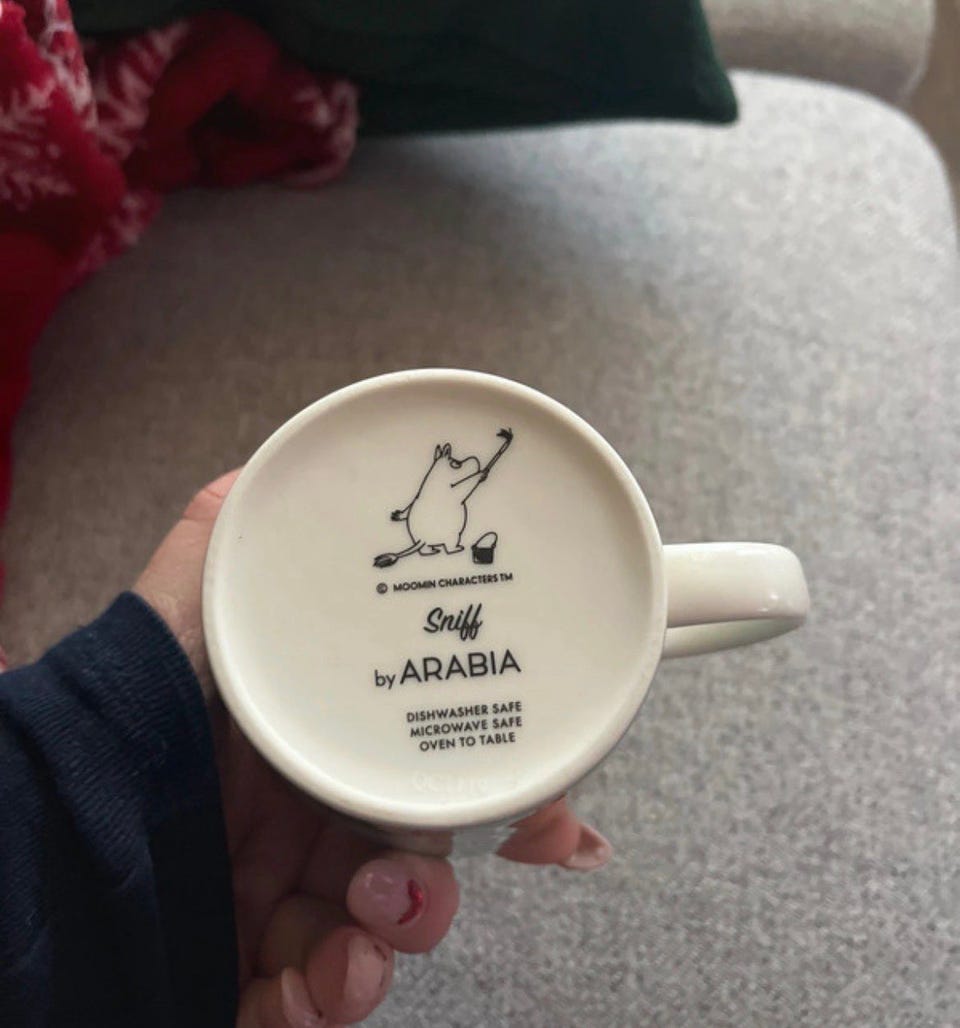 © MOOMIN CHARACTERS TM
Sniff
by ARABIA
DISHWASHER SAFE
MICROWAVE SAFE
OVEN TO TABLE